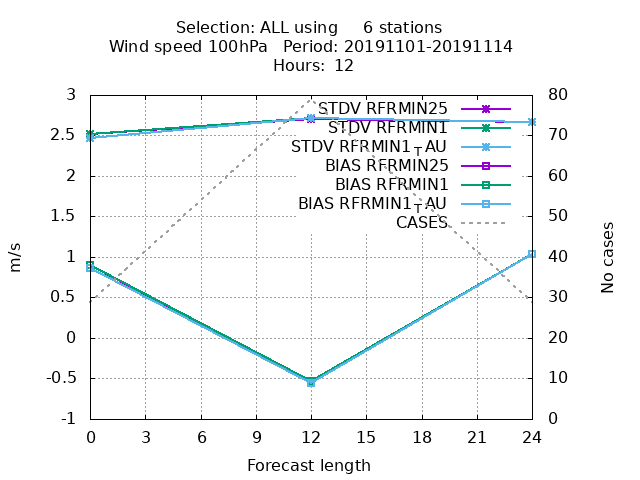 Selection: ALL using     6 stations
Wind speed 100hPa   Period: 20191101-20191114
Hours: 12
3
2.5
2
1.5
1
0.5
0
-0.5
-1
80
70
60
50
40
30
20
10
0
STDV RFRMIN25
STDV RFRMIN1
STDV RFRMIN1_TAU
BIAS RFRMIN25
BIAS RFRMIN1
BIAS RFRMIN1_TAU
CASES
m/s
No cases
0 3 6 9 12 15 18 21 24
Forecast length